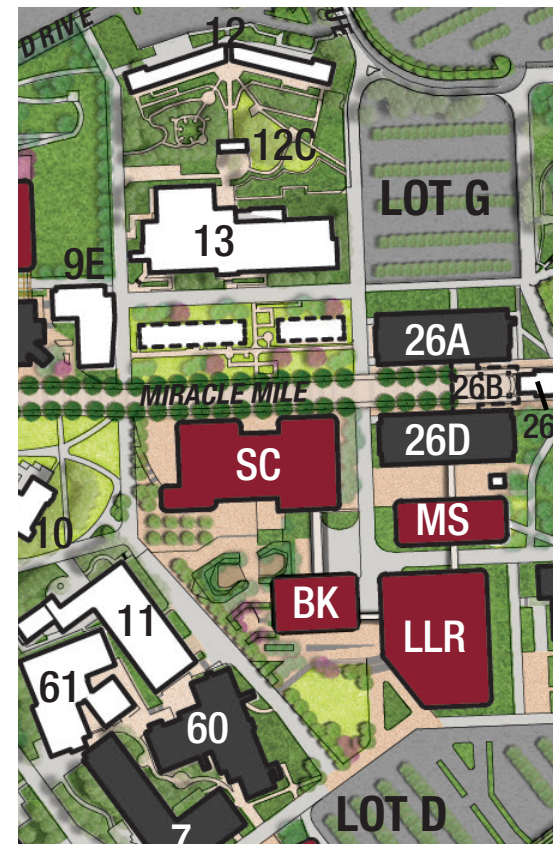 DRIVE
12
12C
LOT G
13
9E
26A
MIRACLE MILE
26B
26
26D
SC
MS
10
BK
11
LLR
61
60
LOT D
7